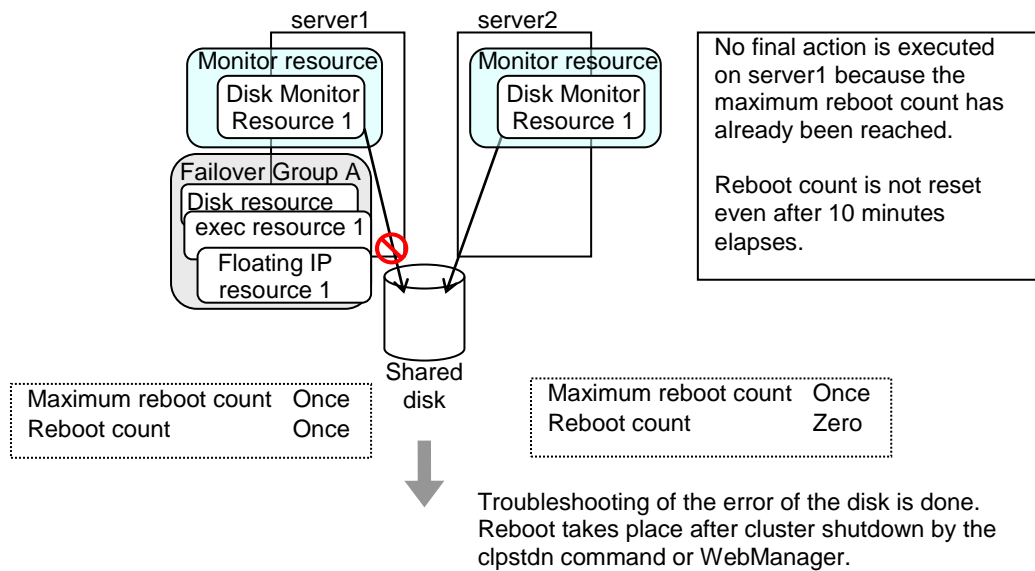 server1
server2
Monitor resource
Disk Monitor
Resource 1
Monitor resource
Disk Monitor
Resource 1
Failover Group A
Disk resource
exec resource 1
Floating IP
resource 1
Shared
disk
No final action is executed
on server1 because the
maximum reboot count has
already been reached.
Reboot count is not reset
even after 10 minutes
elapses.
Maximum reboot count Once
Reboot count Once
Maximum reboot count Once
Reboot count Zero
Troubleshooting of the error of the disk is done.
Reboot takes place after cluster shutdown by the
clpstdn command or WebManager.